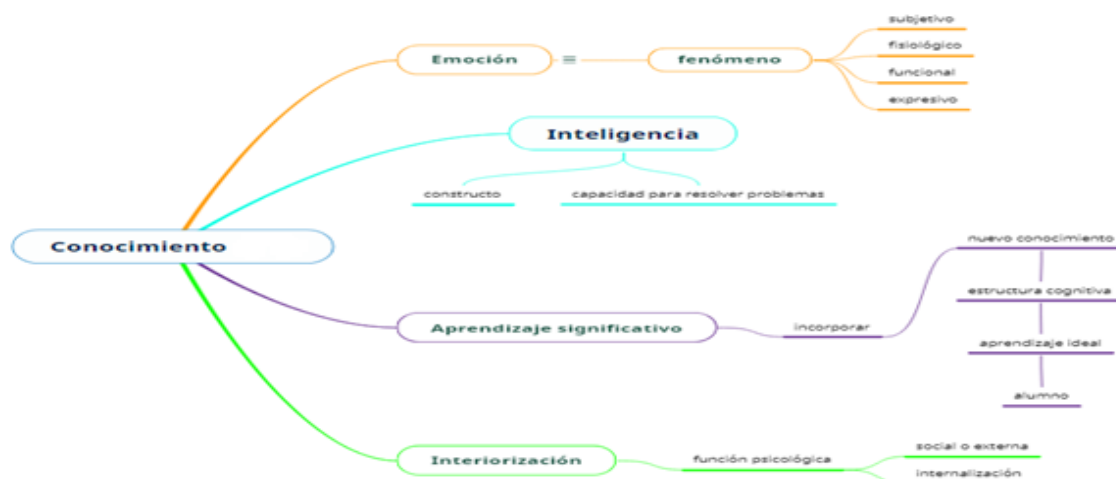 subjetivo
Emoción
fenómeno
fisiológico
funcional
expresivo
Inteligencia
constructo
capacidad para resolver problemas
Conocimiento
nuevo conocimiento
estructura cognitiva
Aprendizaje significativo
incorporar
aprendizaje ideal
alumno
Interiorización
función psicológica
social o externa
internalización